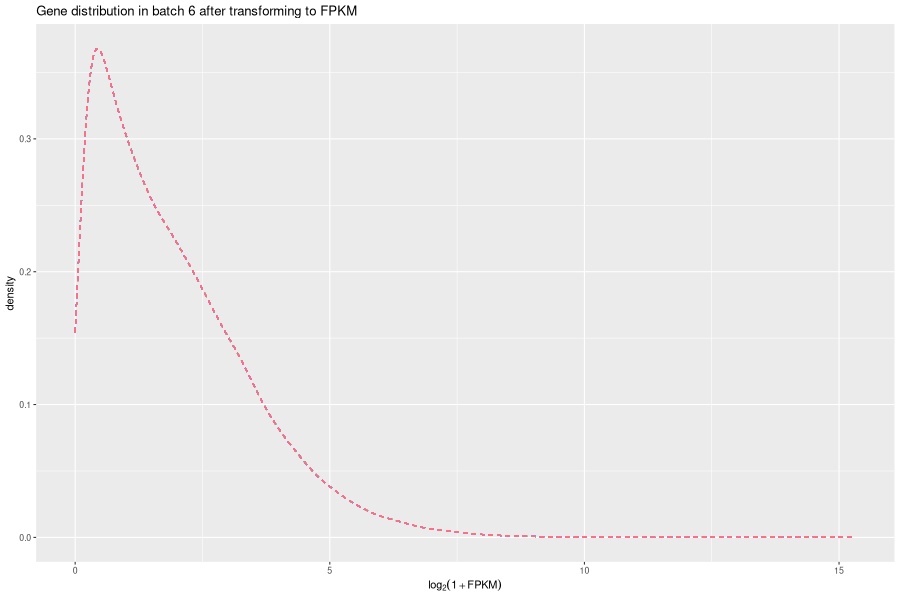 Gene distribution in batch 6 after transforming to FPKM
density
0.3
0.2
0.1
0.0
0 5 10 15
log₂(1+FPKM)